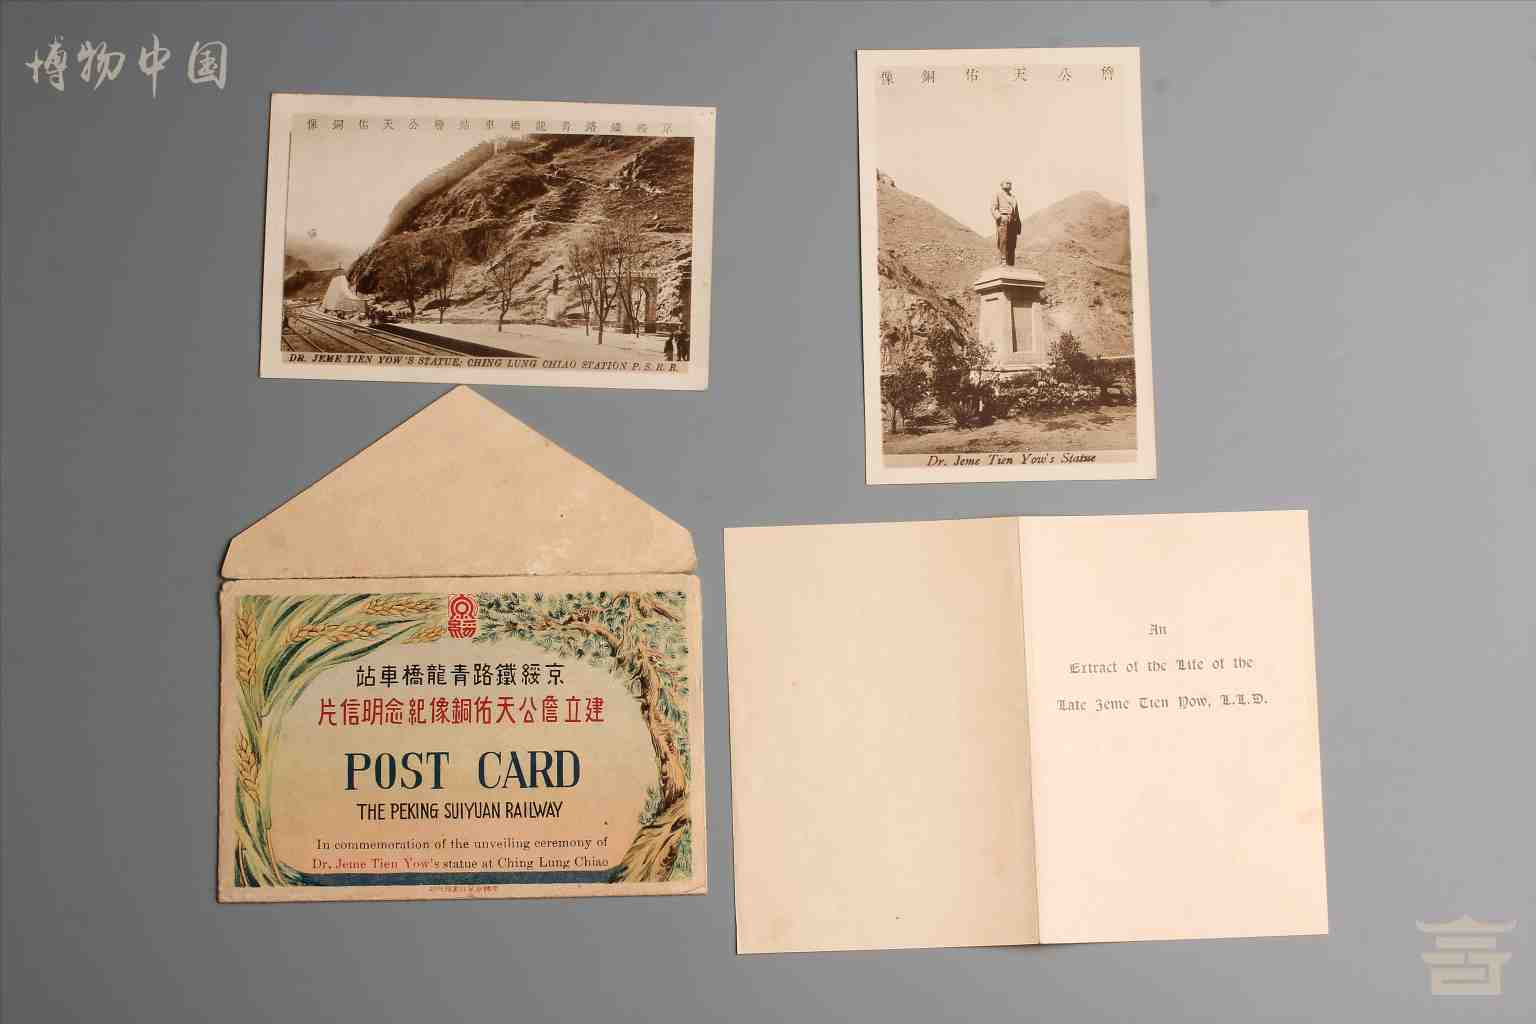 博物中国
京綏鐵路青龍橋車站詹公天佑銅像
DR. JEME TIEN YOW'S STATUE; CHING LUNG CHIAO STATION P. S. R. R.
詹公天佑銅像
Dr. Jeme Tien Yow's Statue
京綏鐵路青龍橋車站
建立詹公天佑銅像紀念明信片
POST CARD
THE PEKING SUIYUAN RAILWAY
In commemoration of the unveiling ceremony of
Dr. Jeme Tien Yow's statue at Ching Lung Chiao
An
Extract of the Life of the
Late Jeme Tien Yow, L.L.D.